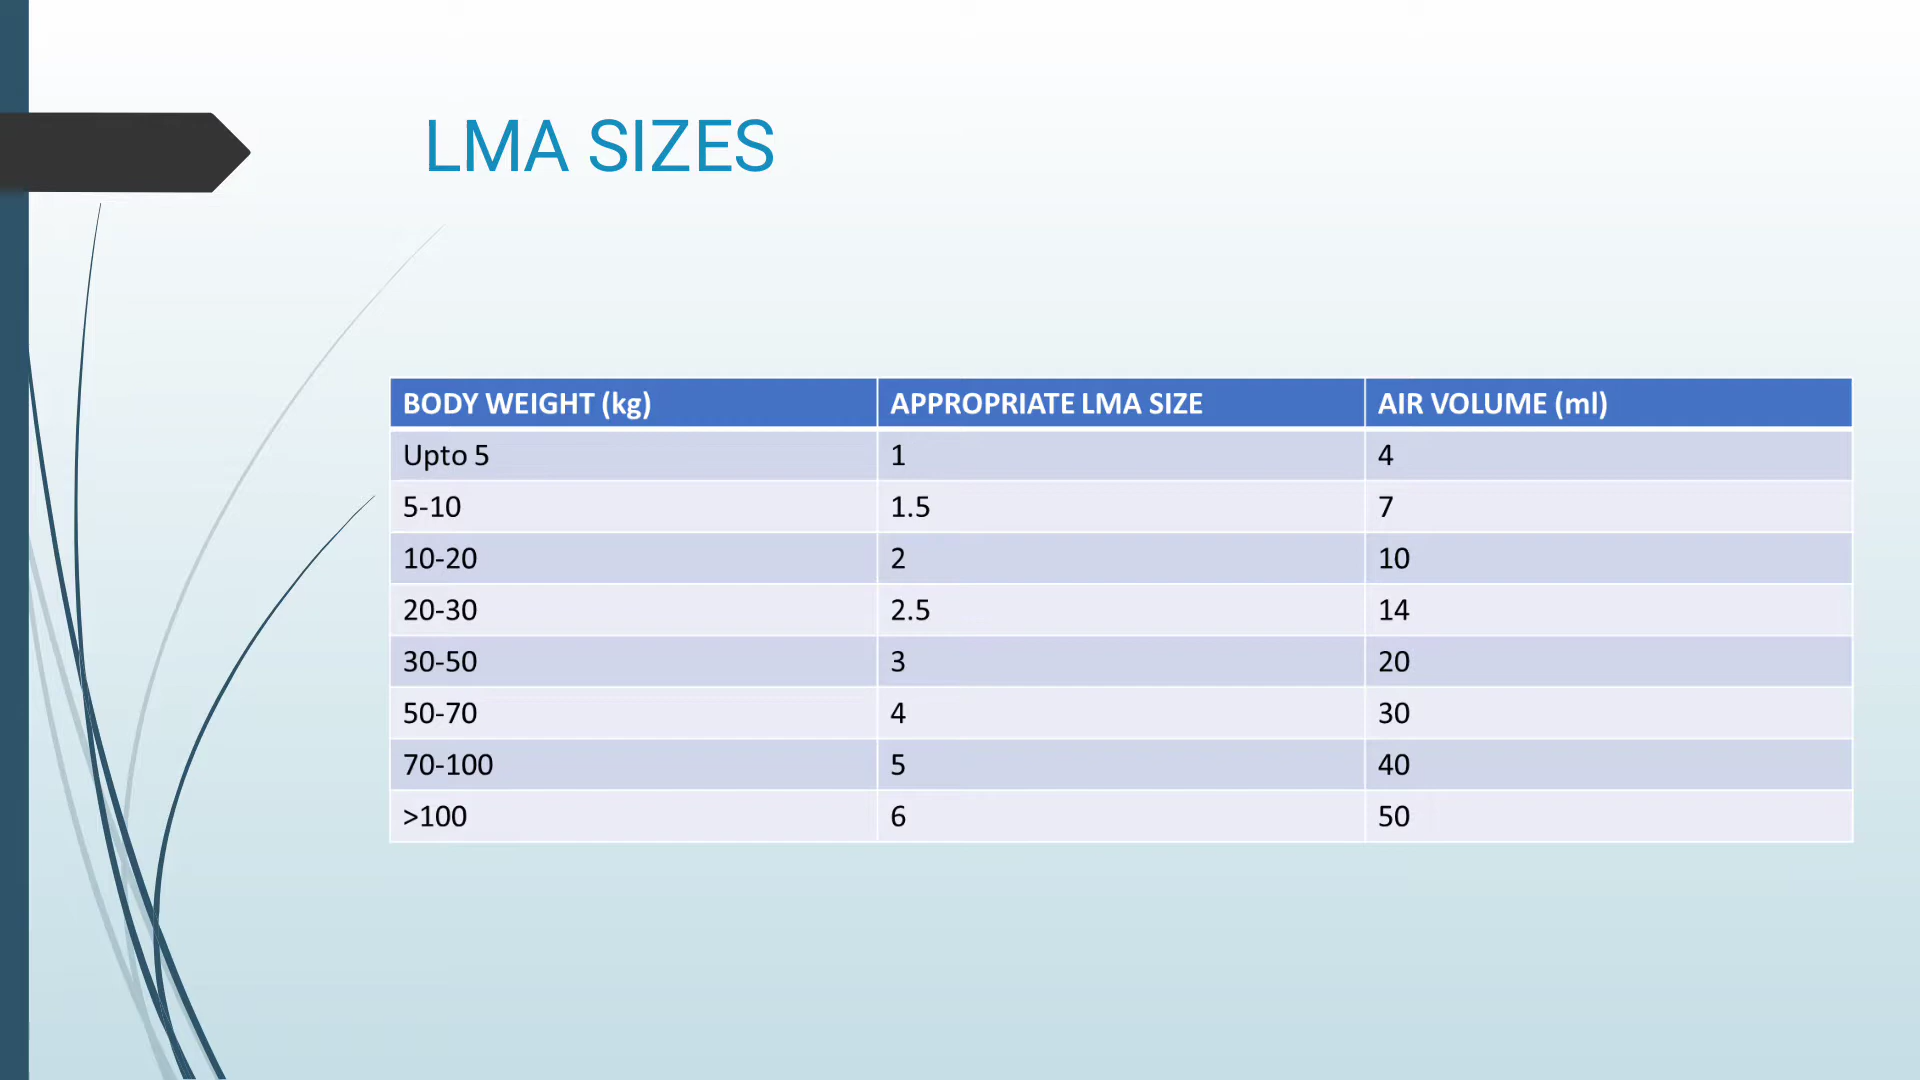 LMA SIZES
BODY WEIGHT (kg) APPROPRIATE LMA SIZE AIR VOLUME (ml)
Upto 5 1 4
5-10 1.5 7
10-20 2 10
20-30 2.5 14
30-50 3 20
50-70 4 30
70-100 5 40
>100 6 50